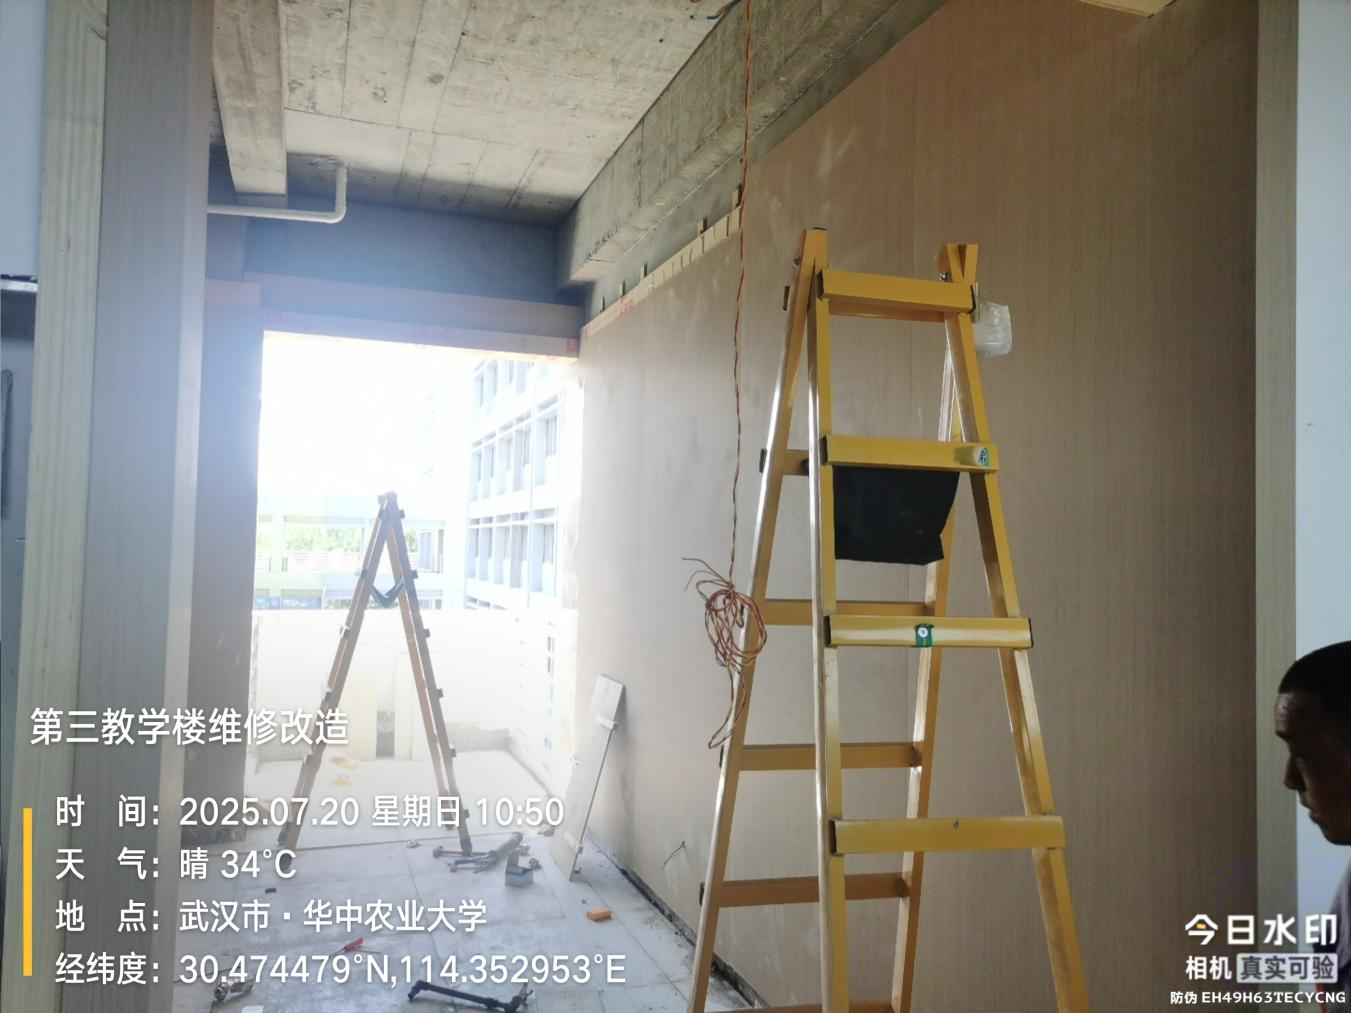 第三教学楼维修改造
时 间：2025.07.20 星期日 10:50
天 气：晴 34°C
地 点：武汉市·华中农业大学
经纬度：30.474479°N,114.352953°E
今日水印
相机 真实可验
防伪 EH49H63TECYCNG